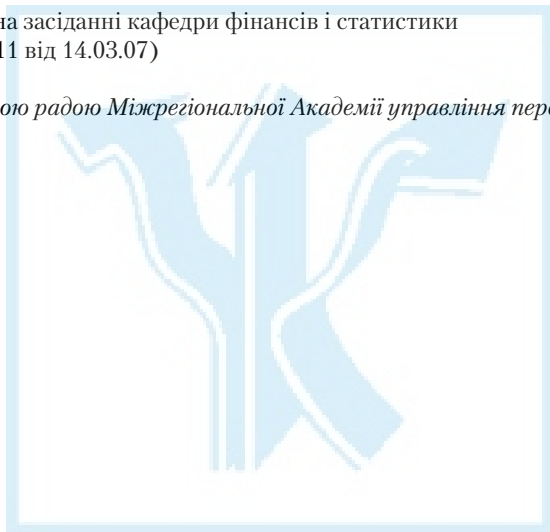 на засіданні кафедри фінансів і статистики
11 від 14.03.07)
ою радою Міжрегіональної Академії управління пер